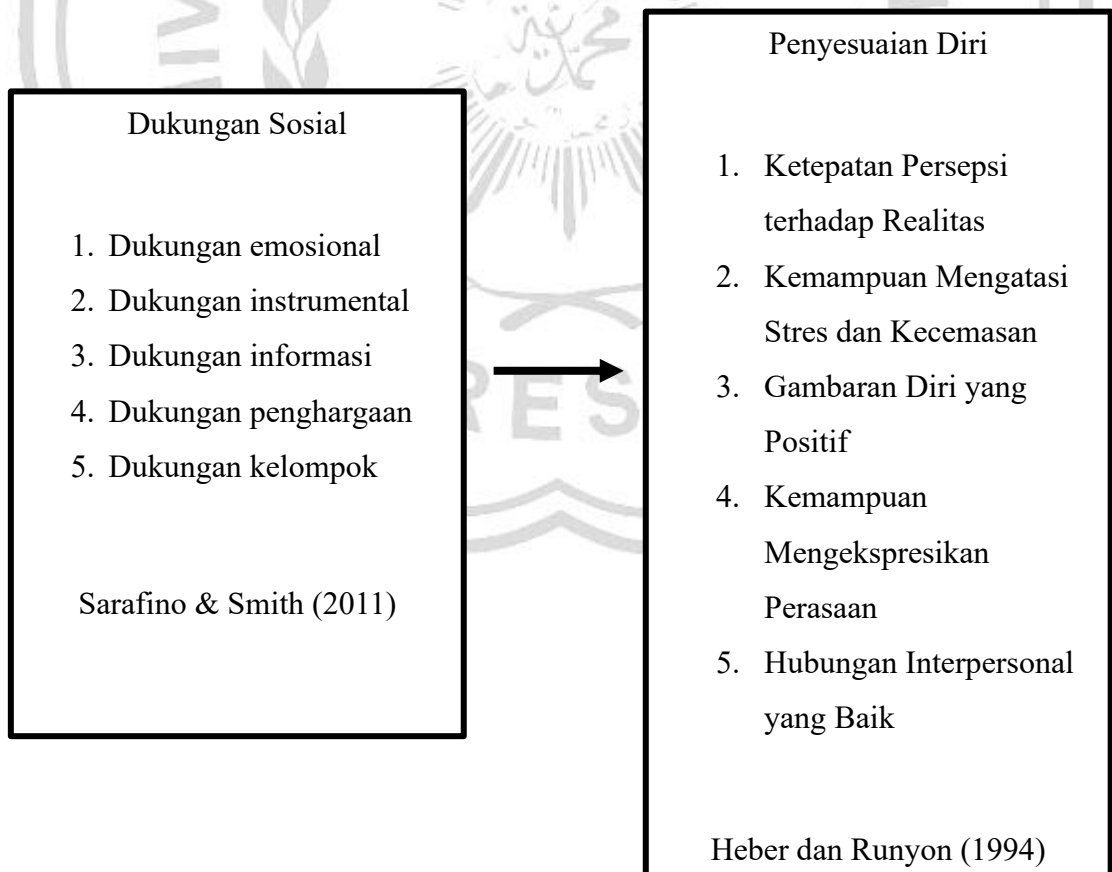 Dukungan Sosial
1. Dukungan emosional
2. Dukungan instrumental
3. Dukungan informasi
4. Dukungan penghargaan
5. Dukungan kelompok
Sarafino & Smith (2011)
Penyesuaian Diri
1. Ketepatan Persepsi
terhadap Realitas
2. Kemampuan Mengatasi
Stres dan Kecemasan
3. Gambaran Diri yang
Positif
4. Kemampuan
Mengekspresikan
Perasaan
5. Hubungan Interpersonal
yang Baik
Heber dan Runyon (1994)
RES